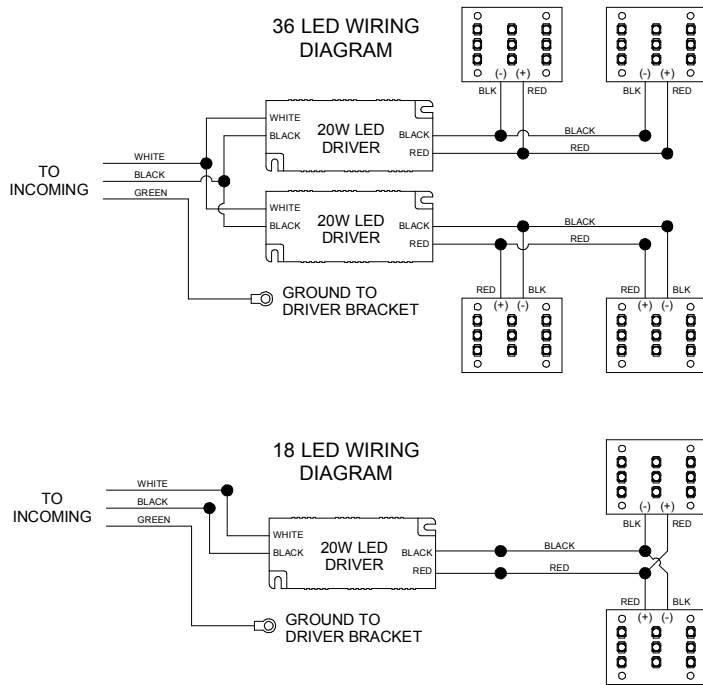 36 LED WIRING
DIAGRAM
(-) (+)
BLK RED
(-) (+)
BLK RED
TO
INCOMING
WHITE
BLACK
GREEN
WHITE
BLACK
20W LED
DRIVER
BLACK
RED
BLACK
RED
WHITE
BLACK
20W LED
DRIVER
BLACK
RED
BLACK
RED
GROUND TO
DRIVER BRACKET
RED BLK
(+) (-)
RED BLK
(+) (-)
18 LED WIRING
DIAGRAM
(-) (+)
BLK RED
TO
INCOMING
WHITE
BLACK
GREEN
WHITE
BLACK
20W LED
DRIVER
BLACK
RED
BLACK
RED
GROUND TO
DRIVER BRACKET
RED BLK
(+) (-)